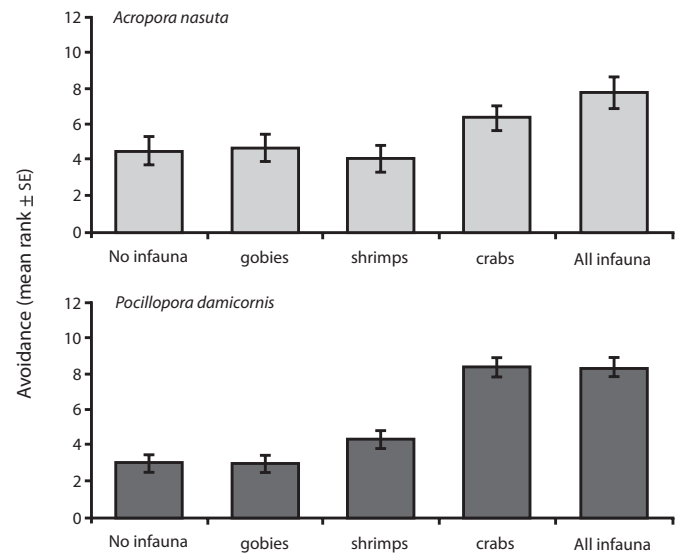 Avoidance (mean rank ± SE)
Acropora nasuta
12
10
8
6
4
2
0
No infauna gobies shrimps crabs All infauna
Pocillopora damicornis
12
10
8
6
4
2
0
No infauna gobies shrimps crabs All infauna